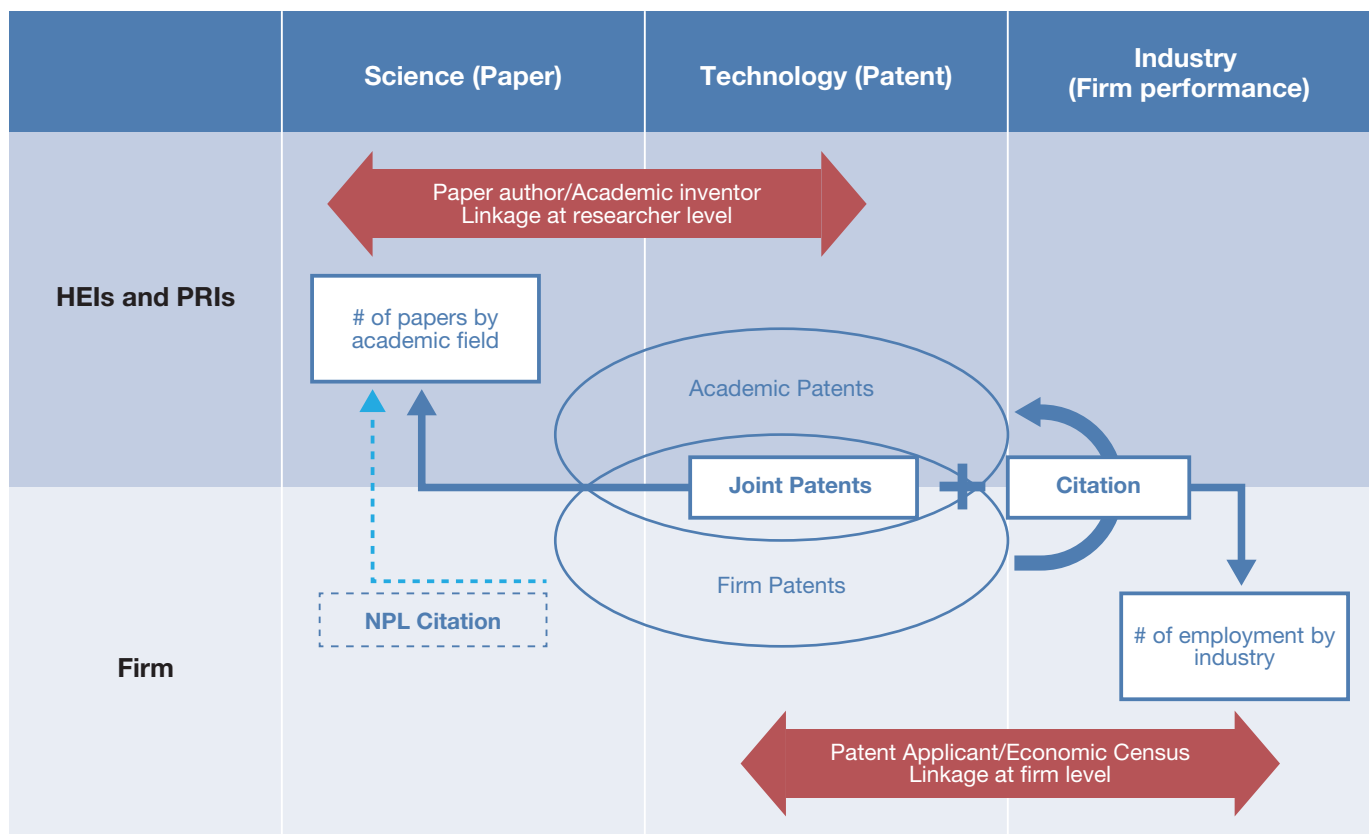 Science (Paper)
Technology (Patent)
Industry
(Firm performance)
HEIs and PRIs
Paper author/Academic inventor
Linkage at researcher level
# of papers by
academic field
Academic Patents
Joint Patents
Citation
Firm
Firm Patents
NPL Citation
# of employment by
industry
Patent Applicant/Economic Census
Linkage at firm level